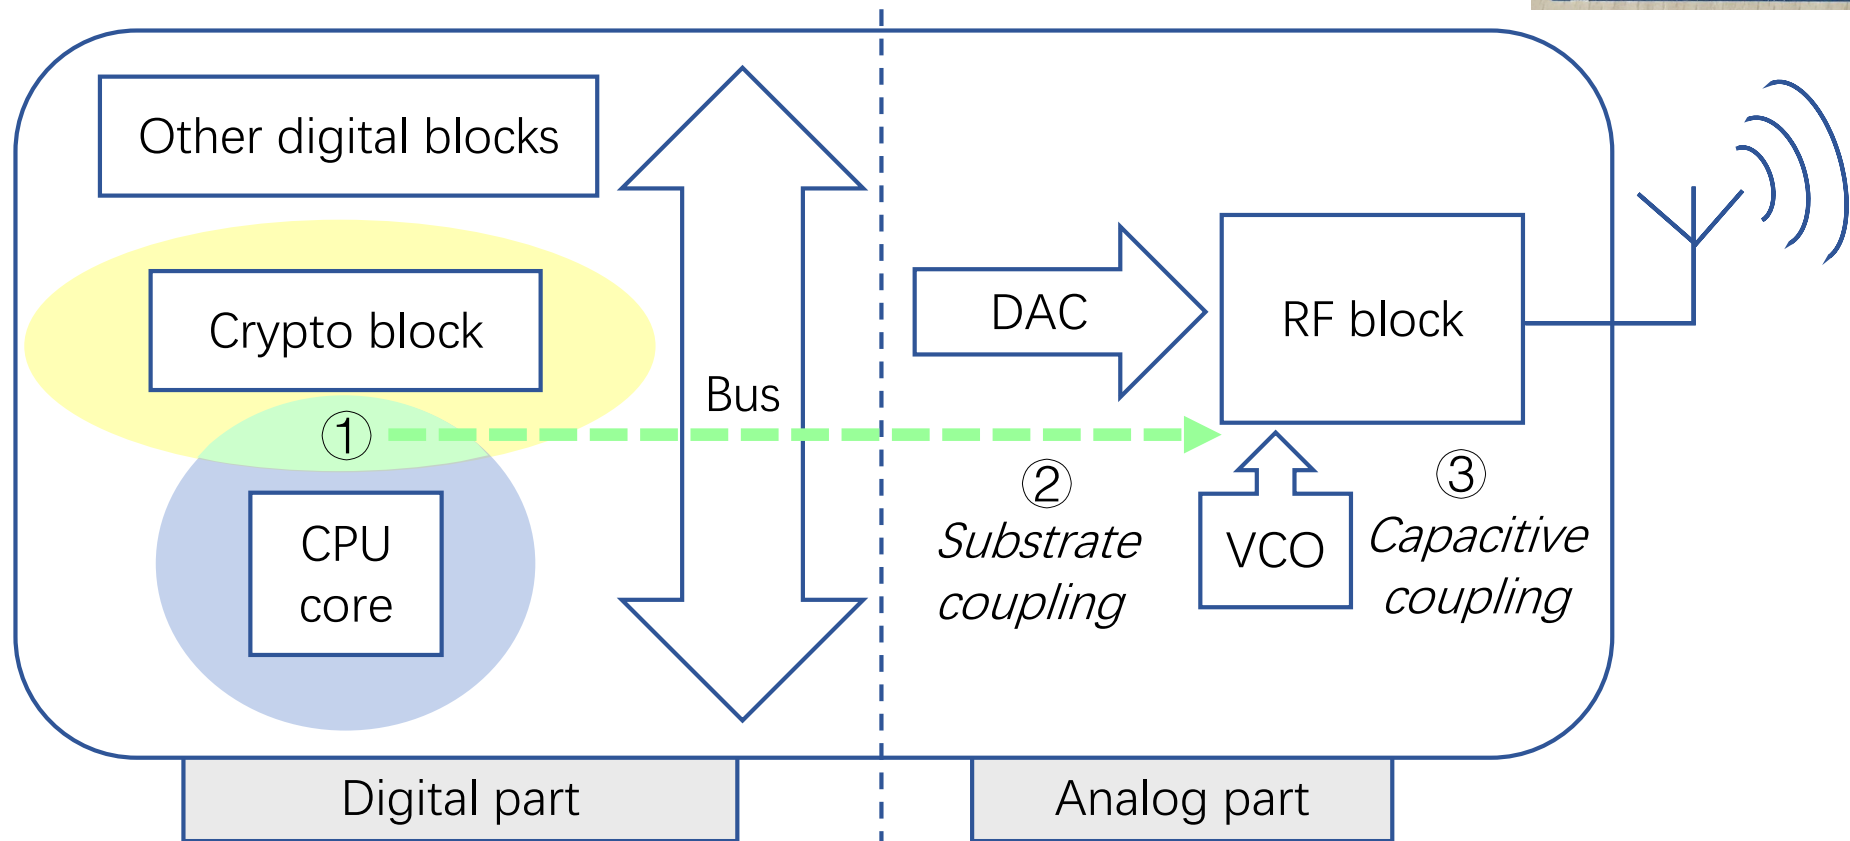 Other digital blocks
Crypto block
①
CPU
core
Bus
DAC
RF block
②
Substrate
coupling
VCO
③
Capacitive
coupling
Digital part
Analog part